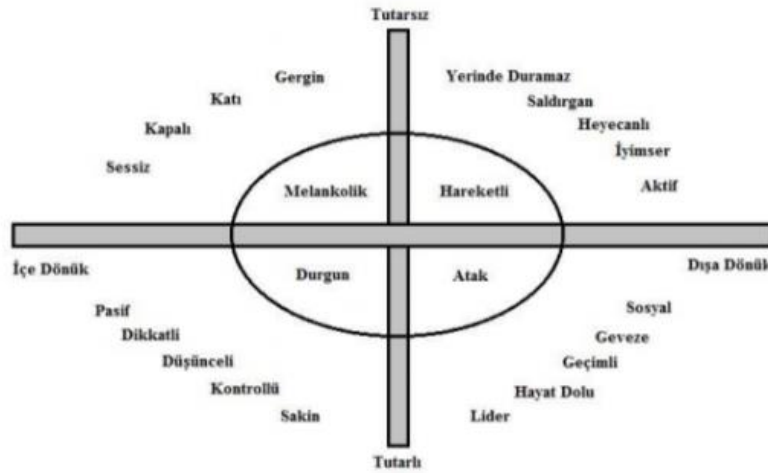 Tutarsız
Gergin
Yerinde Duramaz
Katı
Saldırgan
Kapalı
Heyecanlı
Sessiz
İyimser
Melankolik
Hareketli
Aktif
İçe Dönük
Durgun
Atak
Dışa Dönük
Pasif
Sosyal
Dikkatli
Geveze
Düşünceli
Geçimli
Kontrollü
Hayat Dolu
Sakin
Lider
Tutarlı